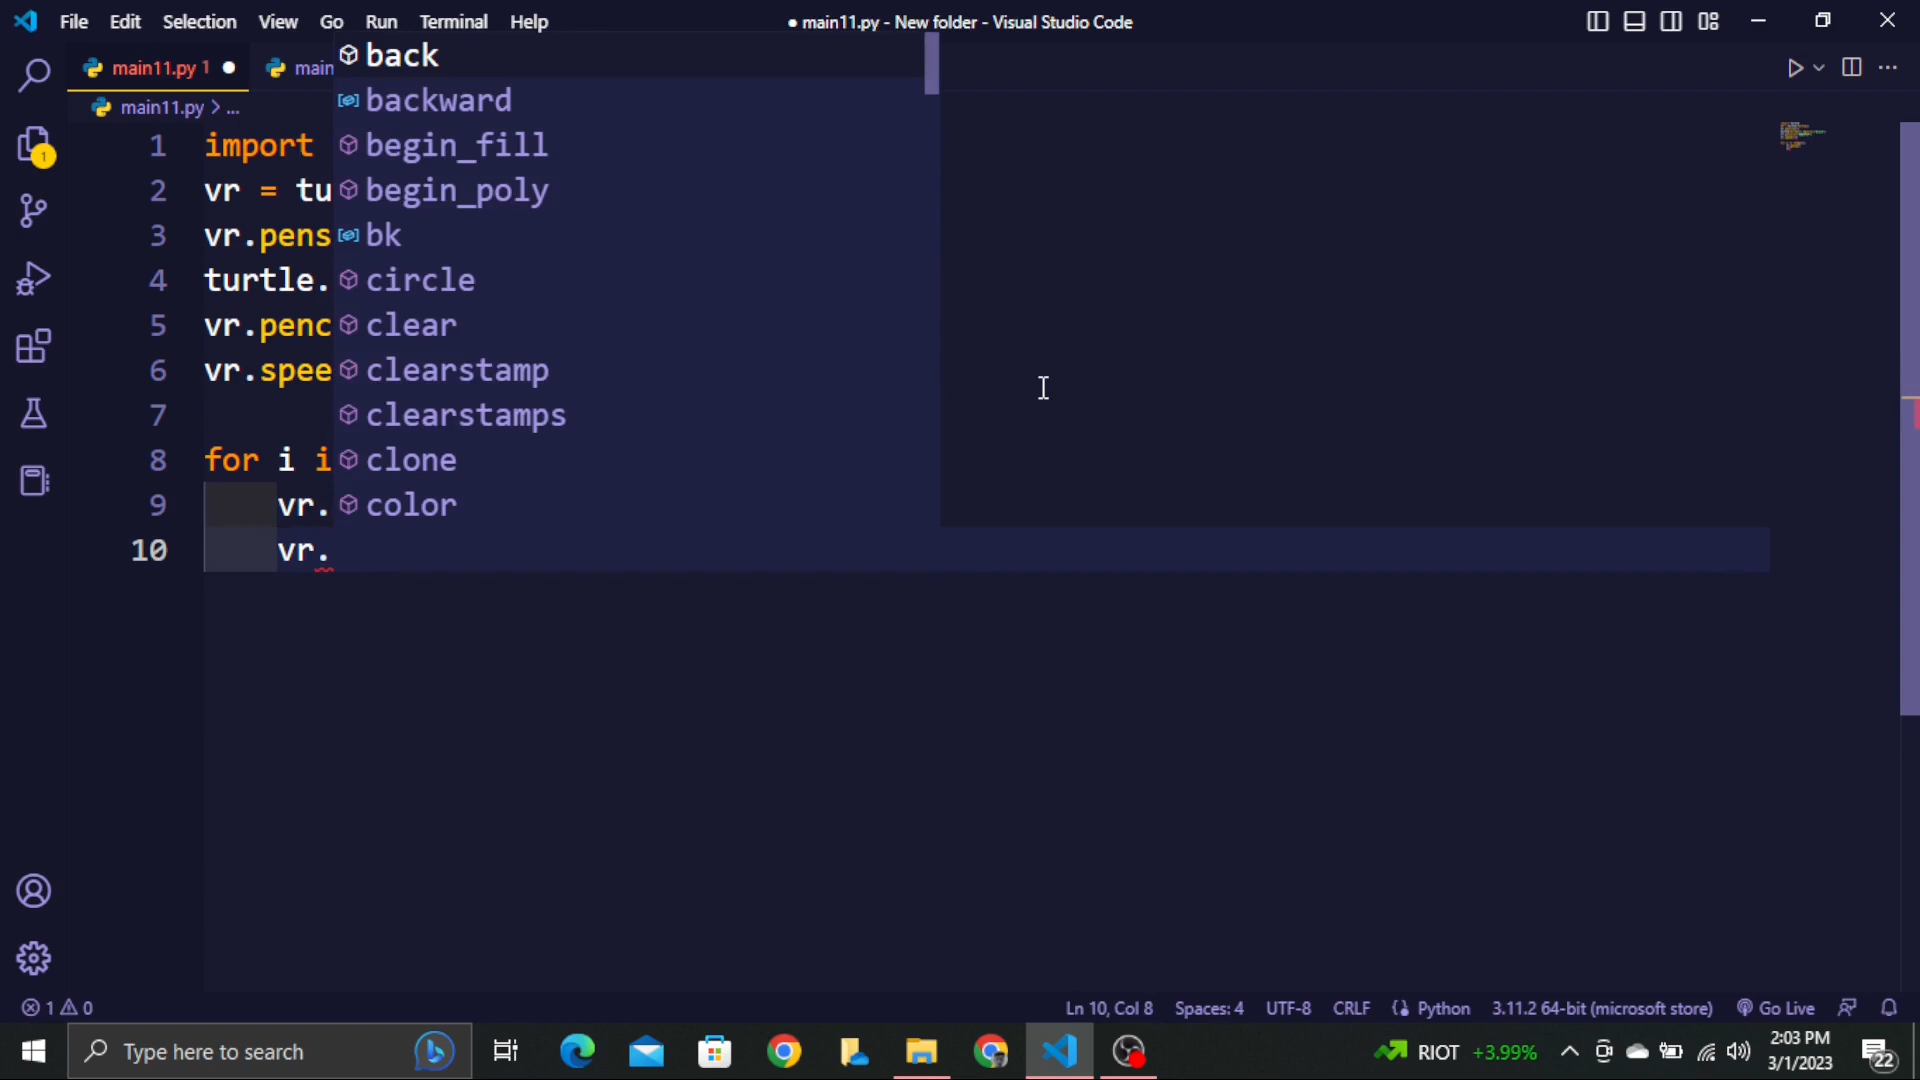 File Edit Selection View Go Run Terminal Help
● main11.py - New folder - Visual Studio Code
main11.py 1 ●
main
main11.py > ...
1 import
2 vr = tu
3 vr.pens
4 turtle.
5 vr.penc
6 vr.spee
7
8 for i i
9 vr.
10 vr.
back
backward
begin_fill
begin_poly
bk
circle
clear
clearstamp
clearstamps
clone
color
1
1 0
Ln 10, Col 8 Spaces: 4 UTF-8 CRLF Python 3.11.2 64-bit (microsoft store) Go Live
Type here to search
RIOT +3.99%
2:03 PM
3/1/2023
22